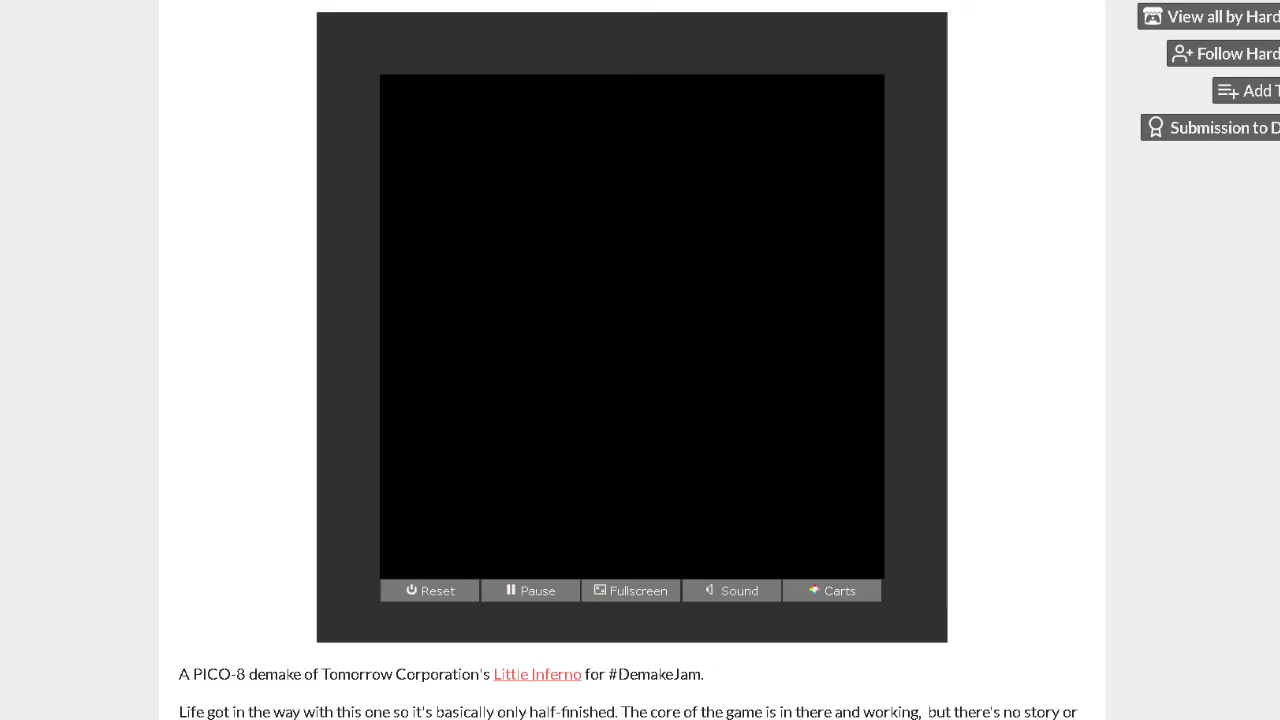 View all by Hard
Follow Hard
Add T
Submission to D
Reset
Pause
Fullscreen
Sound
Carts
A PICO-8 demake of Tomorrow Corporation's Little Inferno for #DemakeJam.
Life got in the way with this one so it's basically only half-finished. The core of the game is in there and working, but there's no story or